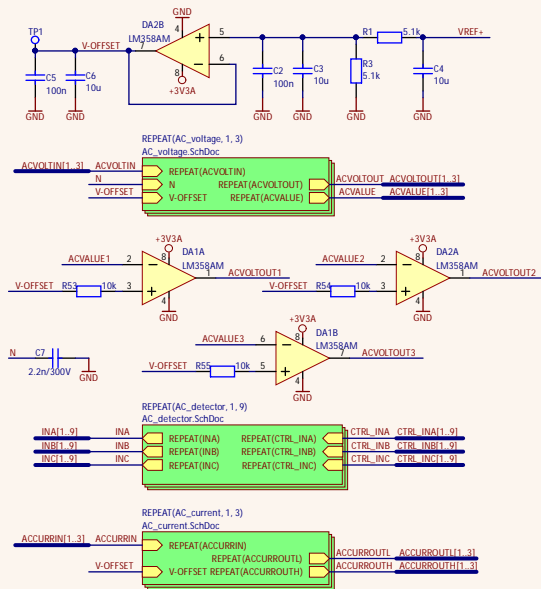 GND
DA2B
TP1
4
LM358AM
V-OFFSET
7
5
R1
5.1k
VREF+
6
8
+3V3A
C5
100n
C6
10u
C2
100n
C3
10u
R3
5.1k
C4
10u
GND
GND
GND
GND
GND
GND
REPEAT(AC_voltage, 1, 3)
AC_voltage.SchDoc
ACVOLTIN[1..3]
ACVOLTIN
REPEAT(ACVOLTIN)
N
N
REPEAT(ACVOLTOUT)
ACVOLTOUT
ACVOLTOUT[1..3]
V-OFFSET
V-OFFSET
REPEAT(ACVALUE)
ACVALUE
ACVALUE[1..3]
+3V3A
DA1A
LM358AM
ACVALUE1
2
8
1
ACVOLTOUT1
V-OFFSET
R53
10k
3
4
GND
+3V3A
DA2A
LM358AM
ACVALUE2
2
8
1
ACVOLTOUT2
V-OFFSET
R54
10k
3
4
GND
+3V3A
DA1B
LM358AM
ACVALUE3
6
8
7
ACVOLTOUT3
V-OFFSET
R55
10k
5
4
GND
N
C7
2.2n/300V
GND
REPEAT(AC_detector, 1, 9)
AC_detector.SchDoc
INA[1..9]
INA
REPEAT(INA)
REPEAT(CTRL_INA)
CTRL_INA
CTRL_INA[1..9]
INB[1..9]
INB
REPEAT(INB)
REPEAT(CTRL_INB)
CTRL_INB
CTRL_INB[1..9]
INC[1..9]
INC
REPEAT(INC)
REPEAT(CTRL_INC)
CTRL_INC
CTRL_INC[1..9]
REPEAT(AC_current, 1, 3)
AC_current.SchDoc
ACCURRIN[1..3]
ACCURRIN
REPEAT(ACCURRIN)
REPEAT(ACCURROUTL)
ACCURROUTL
ACCURROUTL[1..3]
V-OFFSET
V-OFFSET
REPEAT(ACCURROUTH)
ACCURROUTH
ACCURROUTH[1..3]